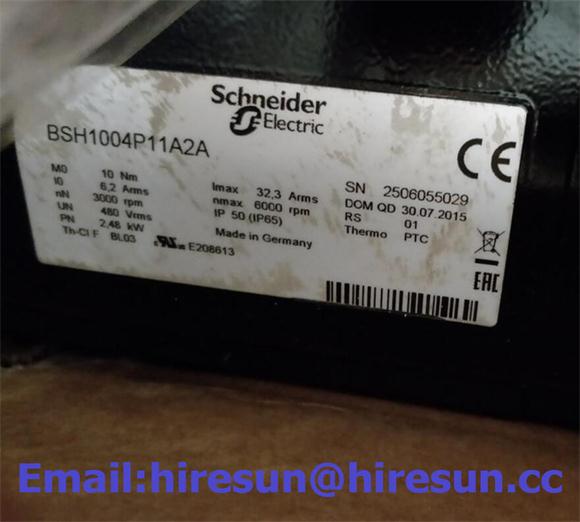 Schneider
Electric
BSH1004P11A2A
CE
M0 10 Nm
I0 6,2 Arms
nN 3000 rpm
UN 480 Vrms
PN 2,48 kW
Th-Cl F BL03
Imax 32,3 Arms
nmax 6000 rpm
IP 50 (IP65)
Made in Germany
E208613
SN 2506055029
DOM QD 30.07.2015
RS 01
Thermo PTC
EAC
Email:hiresun@hiresun.cc